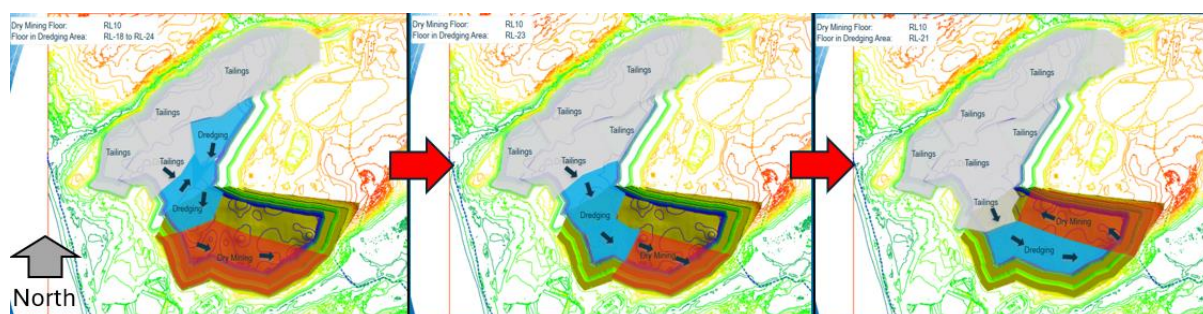 Dry Mining Floor: RL10
Floor in Dredging Area: RL-18 to RL-24
Tailings
Tailings
Dredging
Tailings
Tailings
Dredging
Dry Mining
North
Dry Mining Floor: RL10
Floor in Dredging Area: RL-23
Tailings
Tailings
Tailings
Tailings
Dredging
Dry Mining
Dry Mining Floor: RL10
Floor in Dredging Area: RL-21
Tailings
Tailings
Tailings
Tailings
Tailings
Dry Mining
Dredging